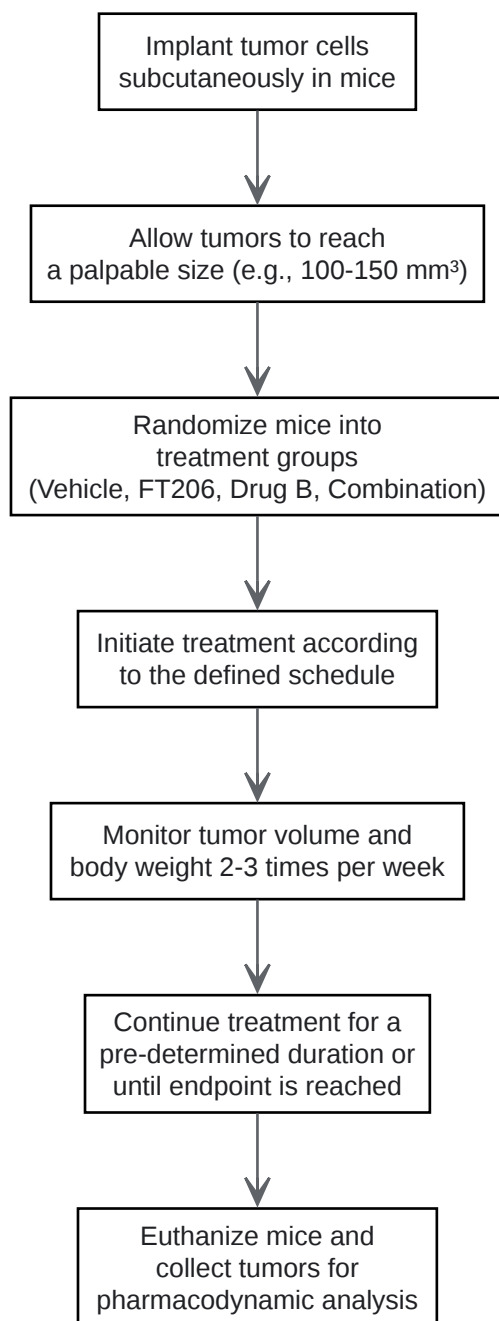 Implant tumor cells
subcutaneously in mice
Allow tumors to reach
a palpable size (e.g., 100-150 mm³)
Randomize mice into
treatment groups
(Vehicle, FT206, Drug B, Combination)
Initiate treatment according
to the defined schedule
Monitor tumor volume and
body weight 2-3 times per week
Continue treatment for a
pre-determined duration or
until endpoint is reached
Euthanize mice and
collect tumors for
pharmacodynamic analysis